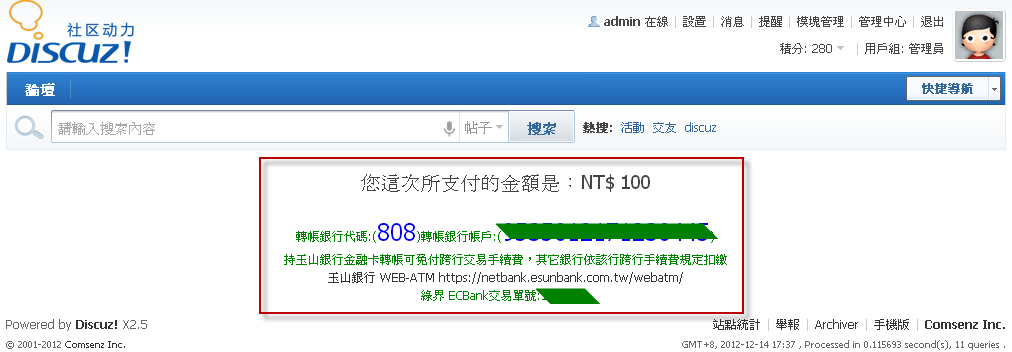 社区动力
DISCUZ!
admin 在線 設置 消息 提醒 模塊管理 管理中心 退出
積分: 280 用戶組: 管理員
論壇 快捷導航
請輸入搜索內容 帖子 搜索 熱搜: 活動 交友 discuz
您這次所支付的金額是：NT$ 100
轉帳銀行代碼:(808)轉帳銀行帳戶:( )
持玉山銀行金融卡轉帳可免付跨行交易手續費，其它銀行依該行跨行手續費規定扣繳
玉山銀行 WEB-ATM https://netbank.esunbank.com.tw/webatm/
綠界 ECBank交易單號:
Powered by Discuz! X2.5 站點統計 舉報 Archiver 手機版 Comsenz Inc.
© 2001-2012 Comsenz Inc. GMT+8, 2012-12-14 17:37 , Processed in 0.115693 second(s), 11 queries .